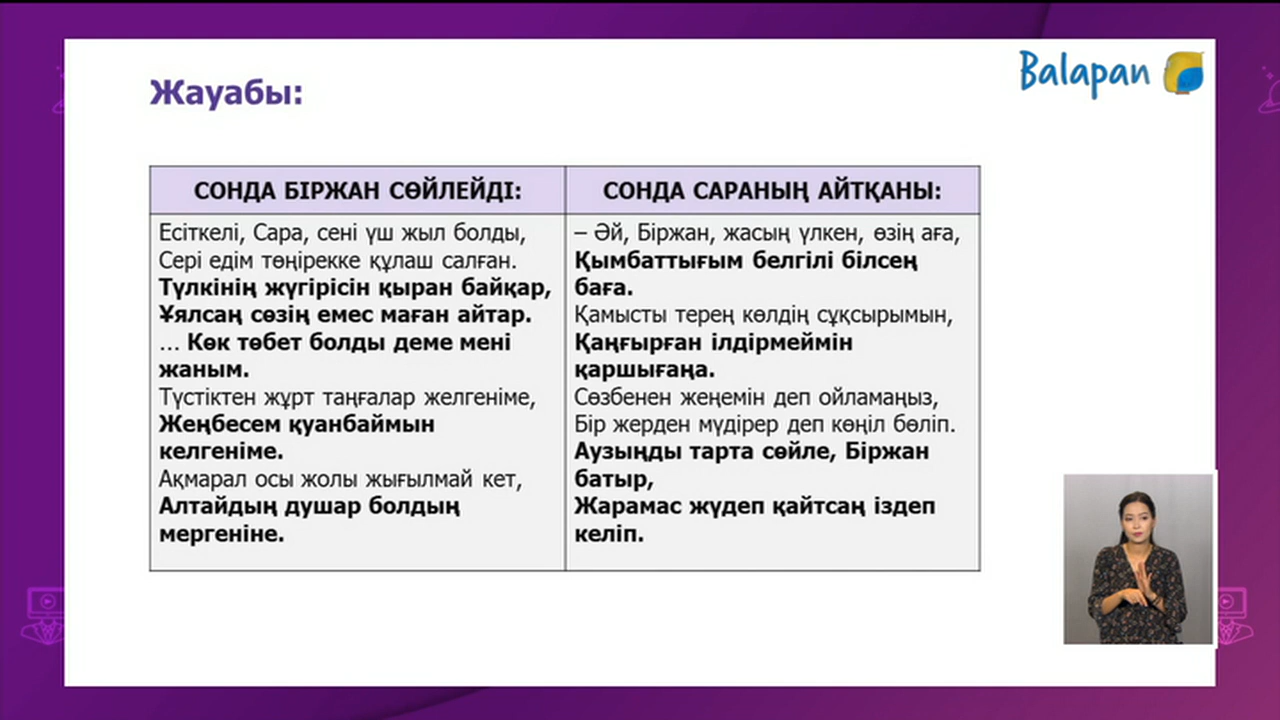 Balapan
Жауабы:
СОНДА БІРЖАН СӨЙЛЕЙДІ:
Есіткелі, Сара, сені үш жыл болды,
Сері едім төңірекке құлаш салған.
Түлкінің жүгірісін қыран байқар,
Ұялсаң сөзің емес маған айтар.
... Көк төбет болды деме мені
жаным.
Түстіктен жұрт таңғалар желгеніме,
Жеңбесем қуанбаймын
келгеніме.
Ақмарал осы жолы жығылмай кет,
Алтайдың душар болдың
мергеніне.
СОНДА САРАНЫҢ АЙТҚАНЫ:
– Әй, Біржан, жасың үлкен, өзің аға,
Қымбаттығым белгілі білсең
баға.
Қамысты терең көлдің сұқсырымын,
Қаңғырған ілдірмеймін
қаршығаңа.
Сөзбенен жеңемін деп ойламаңыз,
Бір жерден мүдірер деп көңіл бөліп.
Аузыңды тарта сөйле, Біржан
батыр,
Жарамас жүдеп қайтсаң іздеп
келіп.